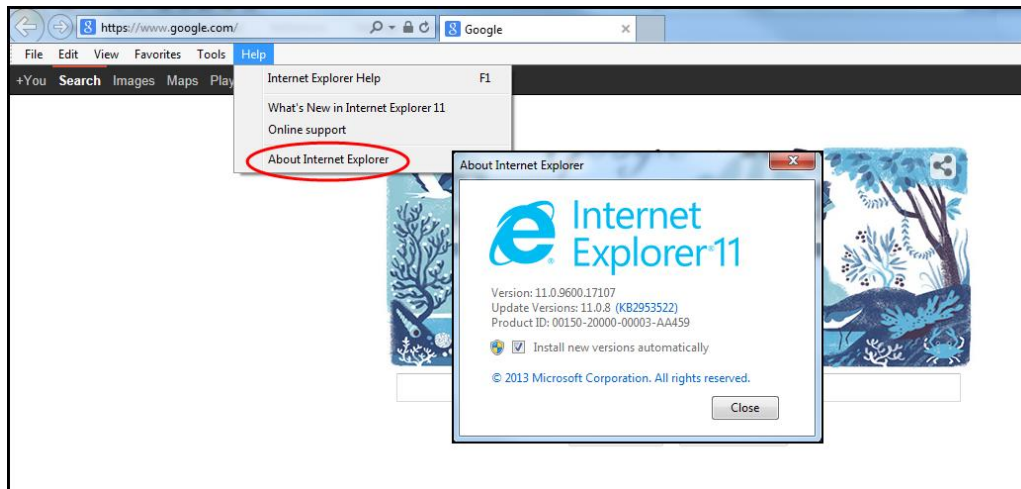 https://www.google.com/
Google
File Edit View Favorites Tools Help
+You Search Images Maps Play
Internet Explorer Help F1
What's New in Internet Explorer 11
Online support
About Internet Explorer
About Internet Explorer
Internet
Explorer 11
Version: 11.0.9600.17107
Update Versions: 11.0.8 (KB2953522)
Product ID: 00150-20000-00003-AA459
Install new versions automatically
© 2013 Microsoft Corporation. All rights reserved.
Close